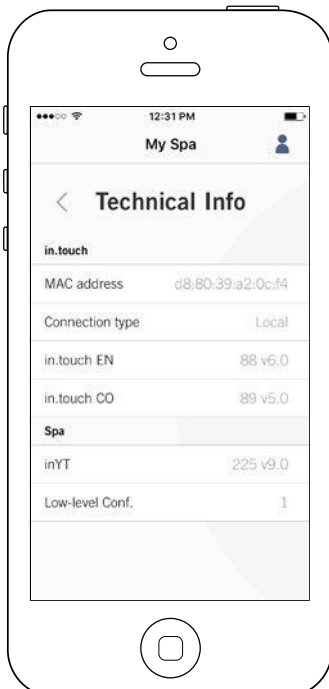 12:31 PM
My Spa
Technical Info
in.touch
MAC address d8:80:39:a2:0c:f4
Connection type Local
in.touch EN 88 v6.0
in.touch CO 89 v5.0
Spa
inYT 225 v9.0
Low-level Conf. 1